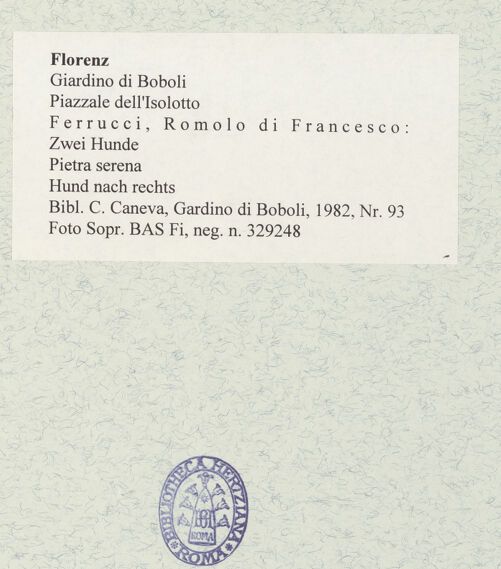 Florenz
Giardino di Boboli
Piazzale dell'Isolotto
Ferrucci, Romolo di Francesco:
Zwei Hunde
Pietra serena
Hund nach rechts
Bibl. C. Caneva, Gardino di Boboli, 1982, Nr. 93
Foto Sopr. BAS Fi, neg. n. 329248
BIBLIOTHECA HERTZIANA
ROMA
ROMA